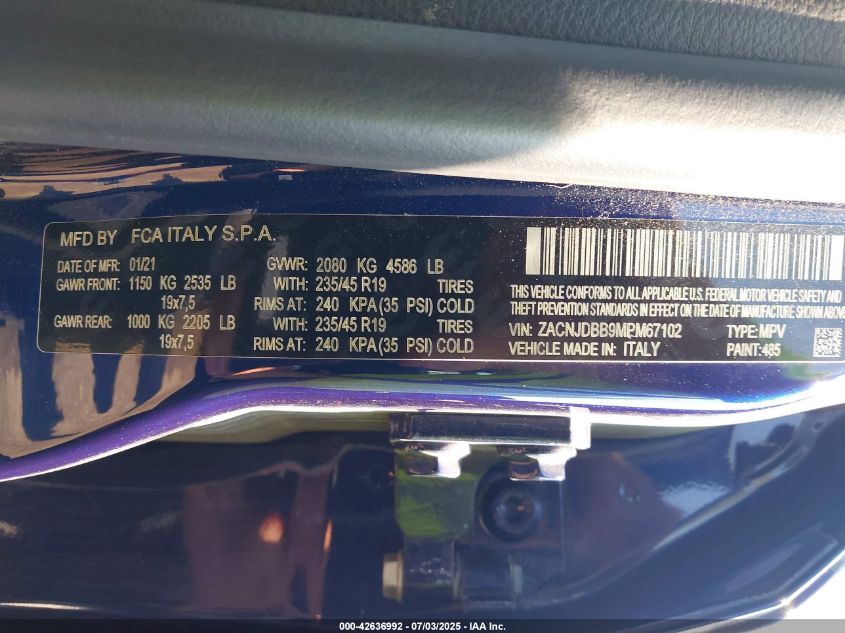 MFD BY FCA ITALY S.P.A.
DATE OF MFR: 01/21 GVWR: 2080 KG 4586 LB
GAWR FRONT: 1150 KG 2535 LB WITH: 235/45 R19 TIRES
19x7,5 RIMS AT: 240 KPA(35 PSI) COLD
GAWR REAR: 1000 KG 2205 LB WITH: 235/45 R19 TIRES
19x7,5 RIMS AT: 240 KPA(35 PSI) COLD
THIS VEHICLE CONFORMS TO ALL APPLICABLE U.S. FEDERAL MOTOR
VEHICLE SAFETY, BUMPER, AND THEFT PREVENTION STANDARDS IN EFFECT ON THE DATE OF
VIN: ZACNJDBB9MPM67102 TYPE: MPV
VEHICLE MADE IN: ITALY PAINT: 485
000-42636992 - 07/03/2025 - IAA Inc.